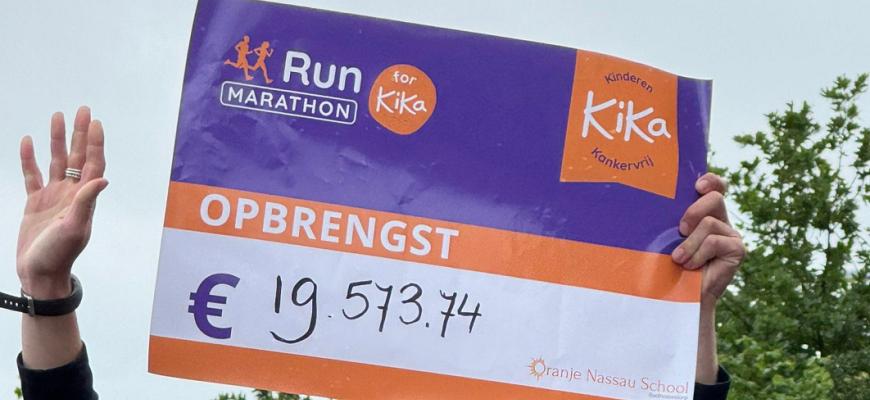 Run
MARATHON
for
KiKa
Kinderen
KiKa
Kankervrij
OPBRENGST
€ 19.573.74
Oranje Nassau School